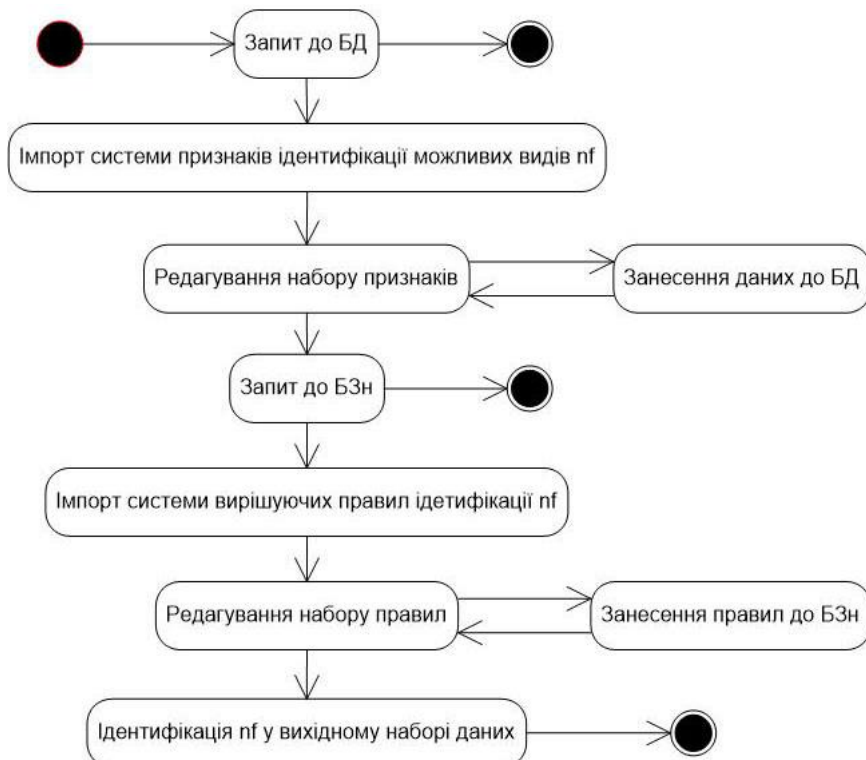 Запит до БД
Імпорт системи признаків ідентифікації можливих видів nf
Редагування набору признаків
Занесення даних до БД
Запит до БЗн
Імпорт системи вирішуючих правил ідетифікації nf
Редагування набору правил
Занесення правил до БЗн
Ідентифікація nf у вихідному наборі даних